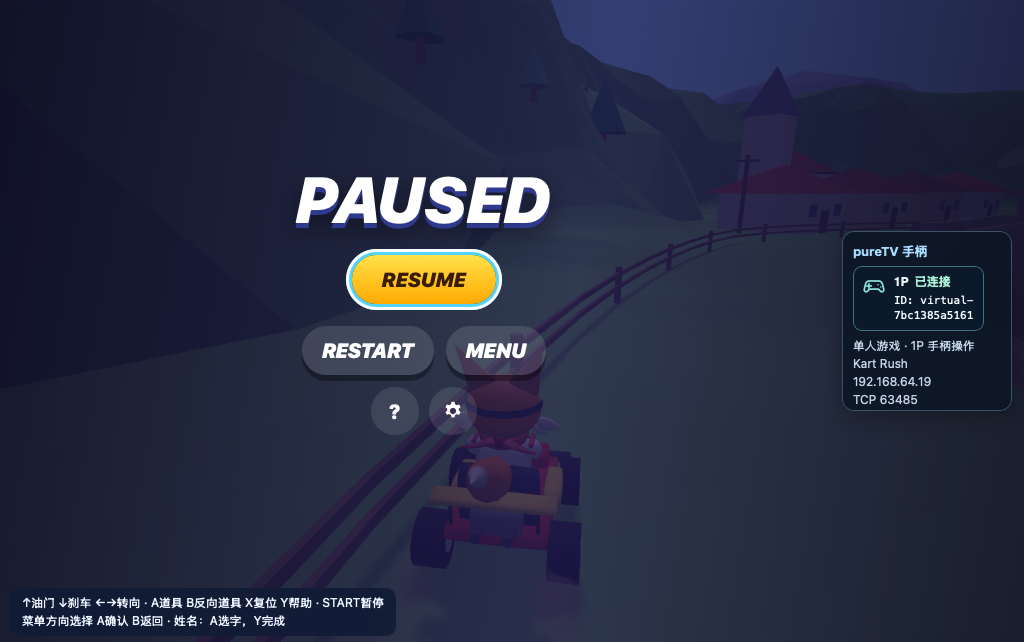 PAUSED
RESUME
RESTART
MENU
?
pureTV 手柄
1P 已连接
ID: virtual-
7bc1385a5161
单人游戏 · 1P 手柄操作
Kart Rush
192.168.64.19
TCP 63485
↑油门 ↓刹车 ←→转向 · A道具 B反向道具 X复位 Y帮助 · START暂停
菜单方向选择 A确认 B返回 · 姓名：A选字，Y完成